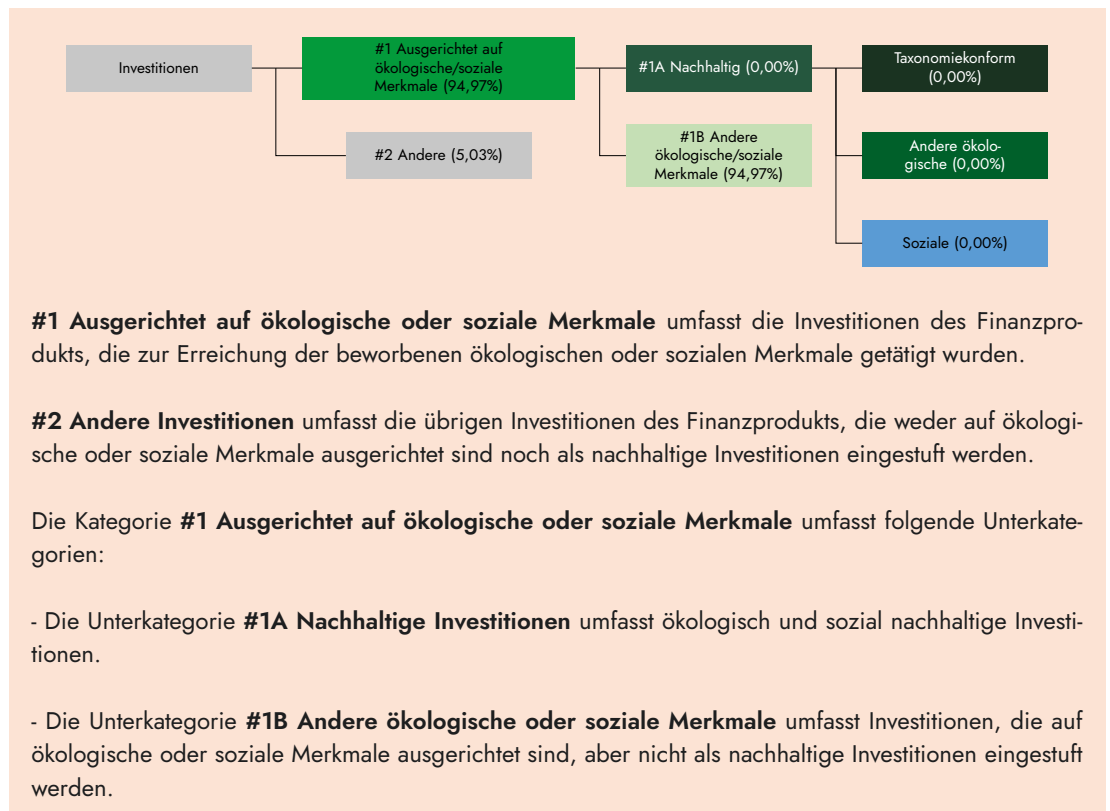 Investitionen
#1 Ausgerichtet auf
ökologische/soziale
Merkmale (94,97%)
#1A Nachhaltig (0,00%)
Taxonomiekonform
(0,00%)
#2 Andere (5,03%)
#1B Andere
ökologische/soziale
Merkmale (94,97%)
Andere ökolo-
gische (0,00%)
Soziale (0,00%)
#1 Ausgerichtet auf ökologische oder soziale Merkmale umfasst die Investitionen des Finanzpro-
dukts, die zur Erreichung der beworbenen ökologischen oder sozialen Merkmale getätigt wurden.
#2 Andere Investitionen umfasst die übrigen Investitionen des Finanzprodukts, die weder auf ökologi-
sche oder soziale Merkmale ausgerichtet sind noch als nachhaltige Investitionen eingestuft werden.
Die Kategorie #1 Ausgerichtet auf ökologische oder soziale Merkmale umfasst folgende Unterkate-
gorien:
- Die Unterkategorie #1A Nachhaltige Investitionen umfasst ökologisch und sozial nachhaltige Investi-
tionen.
- Die Unterkategorie #1B Andere ökologische oder soziale Merkmale umfasst Investitionen, die auf
ökologische oder soziale Merkmale ausgerichtet sind, aber nicht als nachhaltige Investitionen eingestuft
werden.